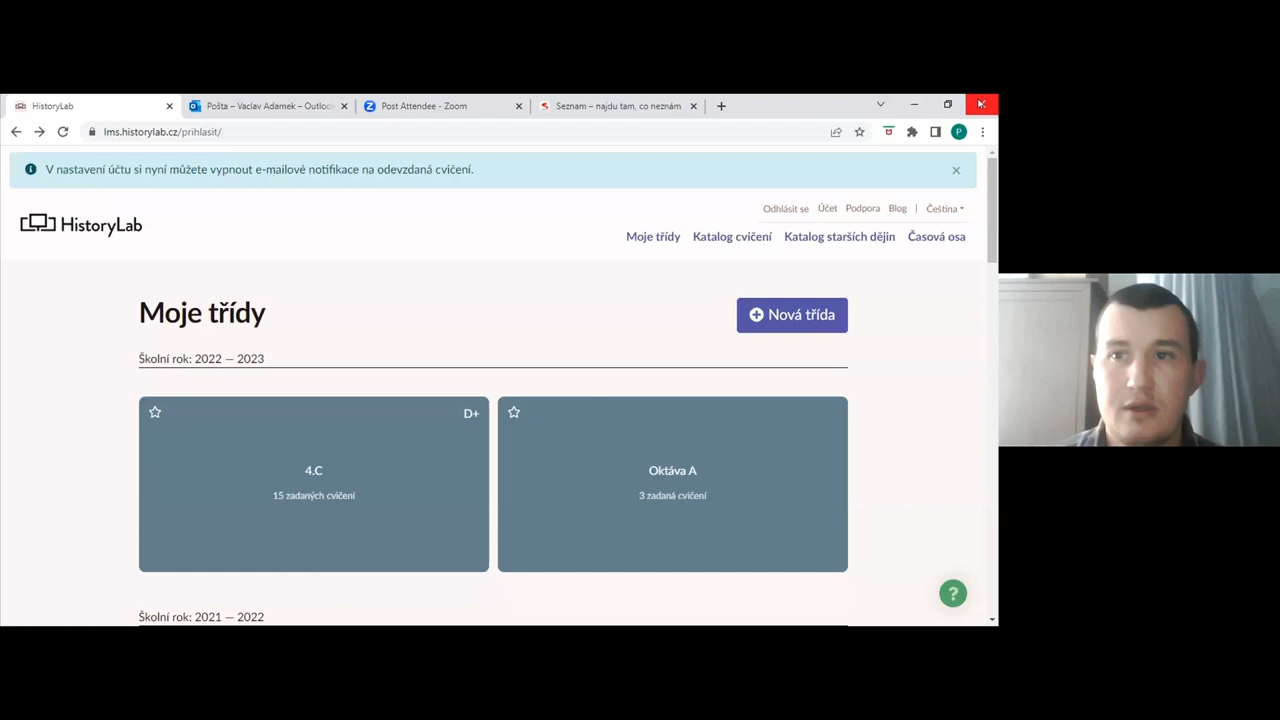 HistoryLab
Pošta – Vaclav Adamek – Outlo
Post Attendee - Zoom
Seznam – najdu tam, co neznám
lms.historylab.cz/prihlasit/
P
V nastavení účtu si nyní můžete vypnout e-mailové notifikace na odevzdaná cvičení.
Odhlásit se Účet Podpora Blog | Čeština
HistoryLab
Moje třídy Katalog cvičení Katalog starších dějin Časová osa
Moje třídy
Nová třída
Školní rok: 2022 — 2023
D+
4.C
15 zadaných cvičení
Oktáva A
3 zadaná cvičení
?
Školní rok: 2021 — 2022